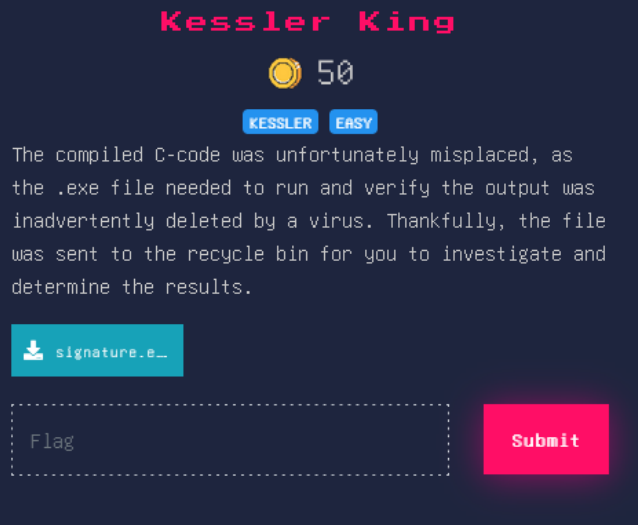 Kessler King
50
KESSLER EASY
The compiled C-code was unfortunately misplaced, as
the .exe file needed to run and verify the output was
inadvertently deleted by a virus. Thankfully, the file
was sent to the recycle bin for you to investigate and
determine the results.
signature.e…
Flag Submit